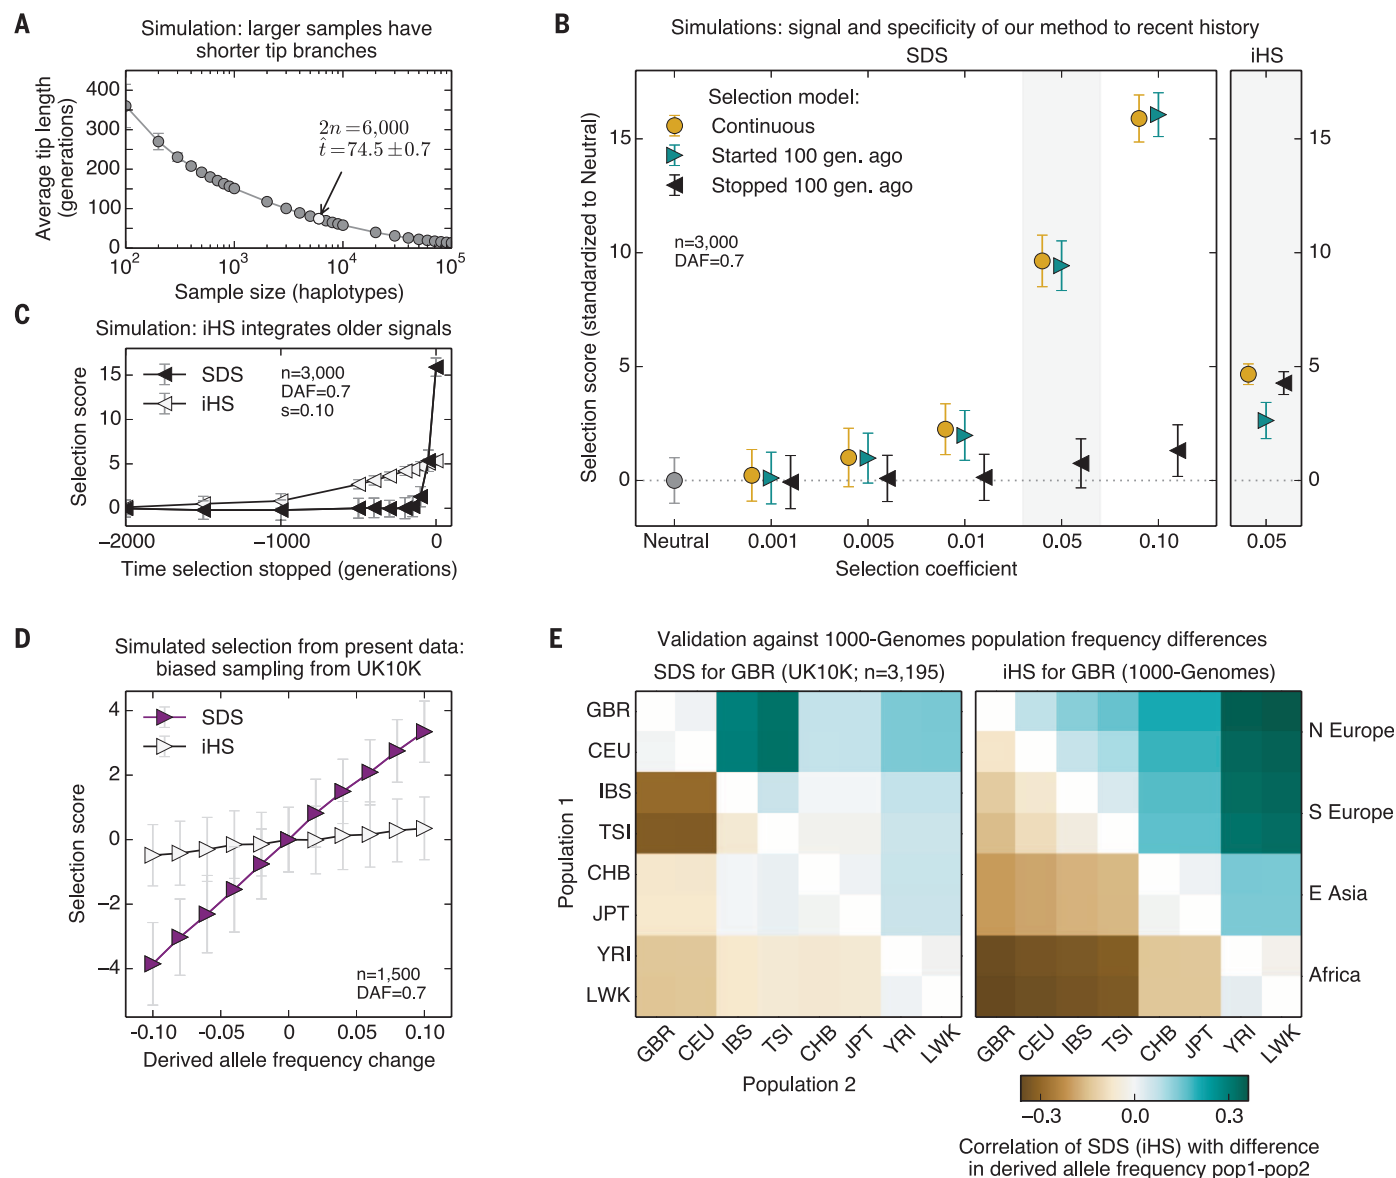 A
Simulation: larger samples have
shorter tip branches
Average tip length
(generations)
400
300
200
100
0
2n=6,000
t̂=74.5±0.7
10²
10³
10⁴
10⁵
Sample size (haplotypes)
B
Simulations: signal and specificity of our method to recent history
SDS
iHS
Selection score (standardized to Neutral)
15
10
5
0
Selection model:
Continuous
Started 100 gen. ago
Stopped 100 gen. ago
n=3,000
DAF=0.7
15
10
5
0
Neutral
0.001
0.005
0.01
0.05
0.10
0.05
Selection coefficient
C
Simulation: iHS integrates older signals
Selection score
15
10
5
0
SDS
iHS
n=3,000
DAF=0.7
s=0.10
−2000
−1000
0
Time selection stopped (generations)
D
Simulated selection from present data:
biased sampling from UK10K
Selection score
4
2
0
−2
−4
SDS
iHS
n=1,500
DAF=0.7
-0.10
-0.05
0
0.05
0.10
Derived allele frequency change
E
Validation against 1000-Genomes population frequency differences
SDS for GBR (UK10K; n=3,195)
iHS for GBR (1000-Genomes)
Population 1
GBR
CEU
IBS
TSI
CHB
JPT
YRI
LWK
N Europe
S Europe
E Asia
Africa
GBR
CEU
IBS
TSI
CHB
JPT
YRI
LWK
GBR
CEU
IBS
TSI
CHB
JPT
YRI
LWK
Population 2
−0.3
0.0
0.3
Correlation of SDS (iHS) with difference
in derived allele frequency pop1-pop2